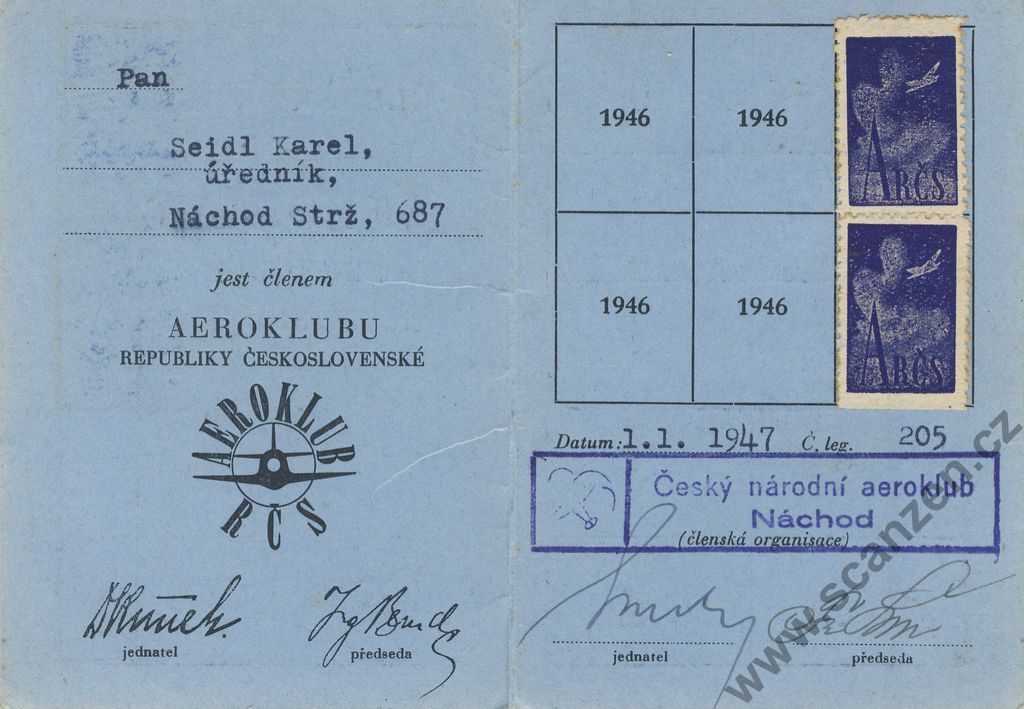 Pan
Seidl Karel,
úředník,
Náchod Strž, 687
jest členem
AEROKLUBU
REPUBLIKY ČESKOSLOVENSKÉ
AEROKLUB
RČS
jednatel
předseda
1946
1946
ARČS
1946
1946
ARČS
Datum: 1.1. 1947 Č. leg. 205
Český národní aeroklub
Náchod
(členská organisace)
jednatel
předseda
www.scanzen.cz